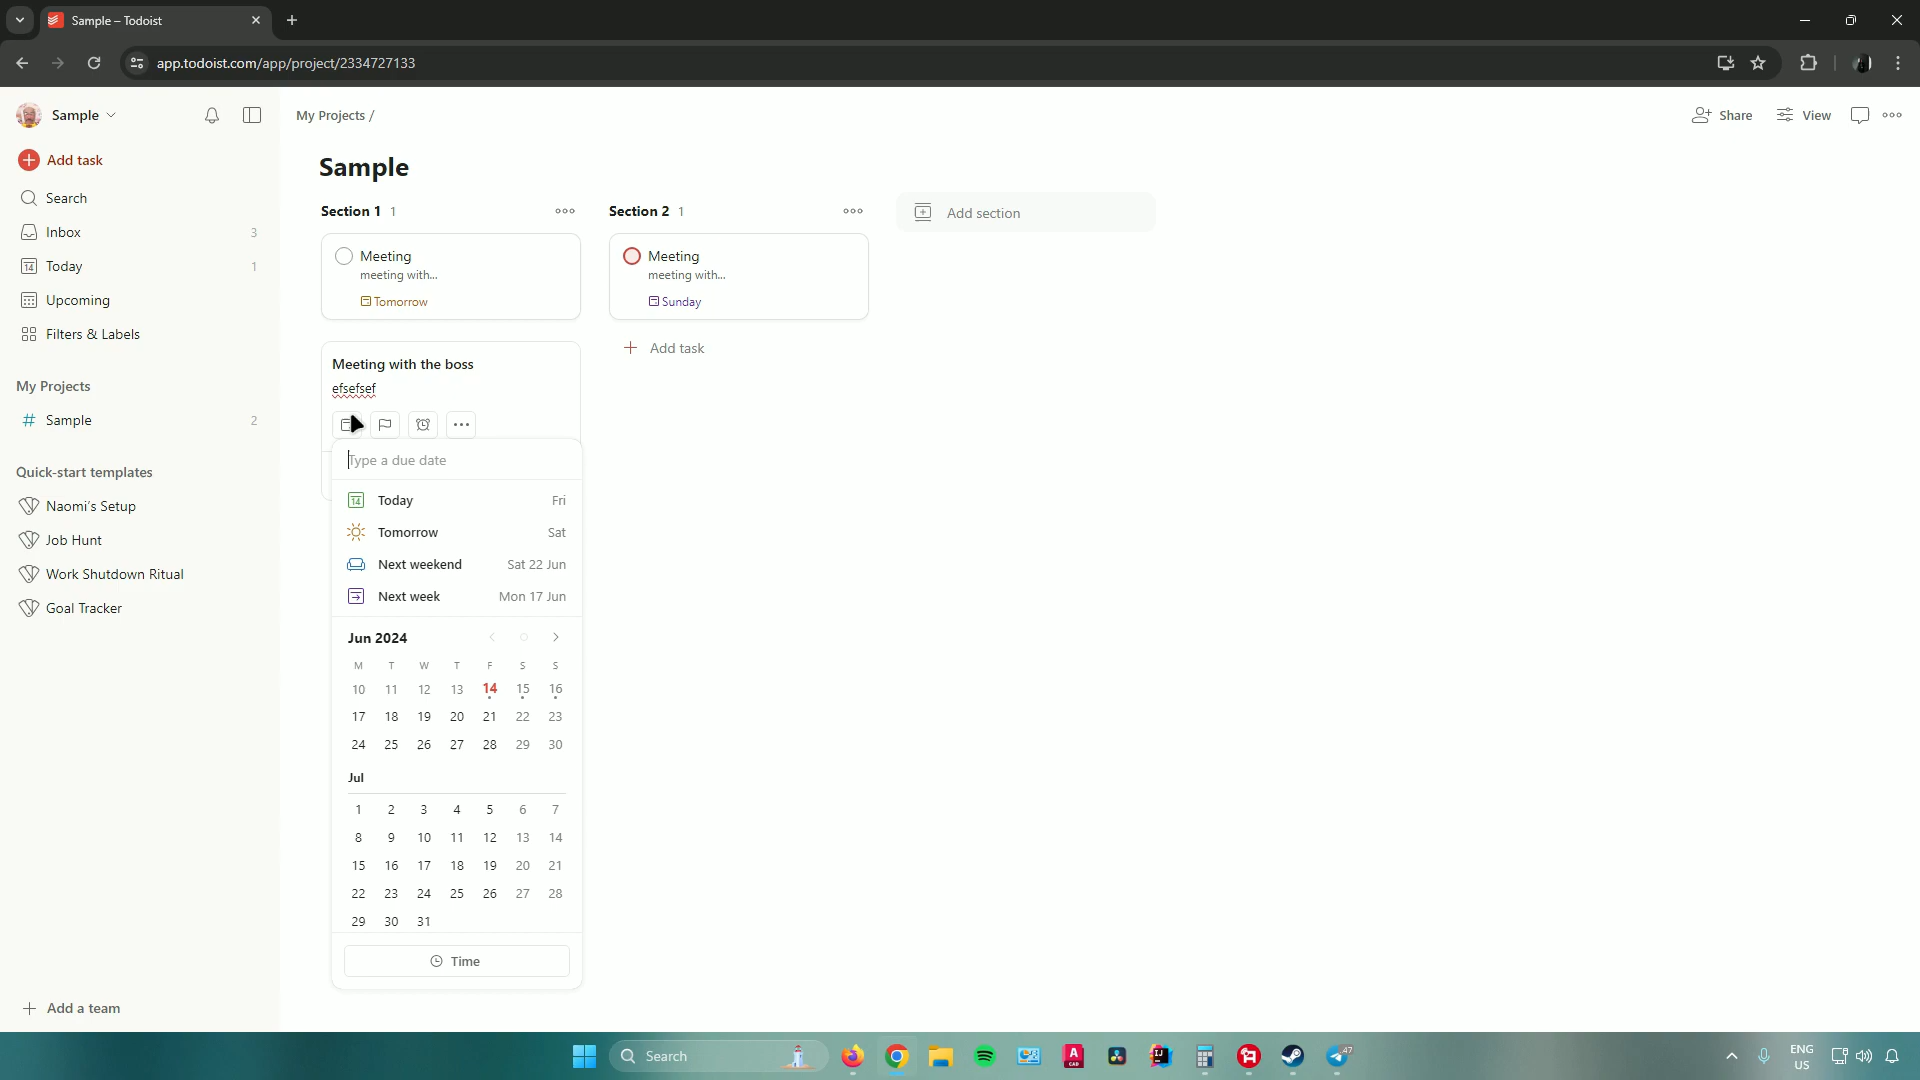 Sample – Todoist
app.todoist.com/app/project/2334727133
Sample
My Projects /
Share
View
Add task
Sample
Search
Section 1 1
Section 2 1
Add section
Inbox 3
Meeting
meeting with...
Tomorrow
Meeting
meeting with...
Sunday
14 Today 1
Upcoming
Filters & Labels
Add task
Meeting with the boss
efsefsef
My Projects
# Sample 2
Type a due date
Quick-start templates
Naomi's Setup
Job Hunt
Work Shutdown Ritual
Goal Tracker
14 Today Fri
Tomorrow Sat
Next weekend Sat 22 Jun
Next week Mon 17 Jun
Jun 2024
M T W T F S S
10 11 12 13 14 15 16
17 18 19 20 21 22 23
24 25 26 27 28 29 30
Jul
1 2 3 4 5 6 7
8 9 10 11 12 13 14
15 16 17 18 19 20 21
22 23 24 25 26 27 28
29 30 31
Time
Add a team
Search
A
CAD
IJ
47
ENG
US